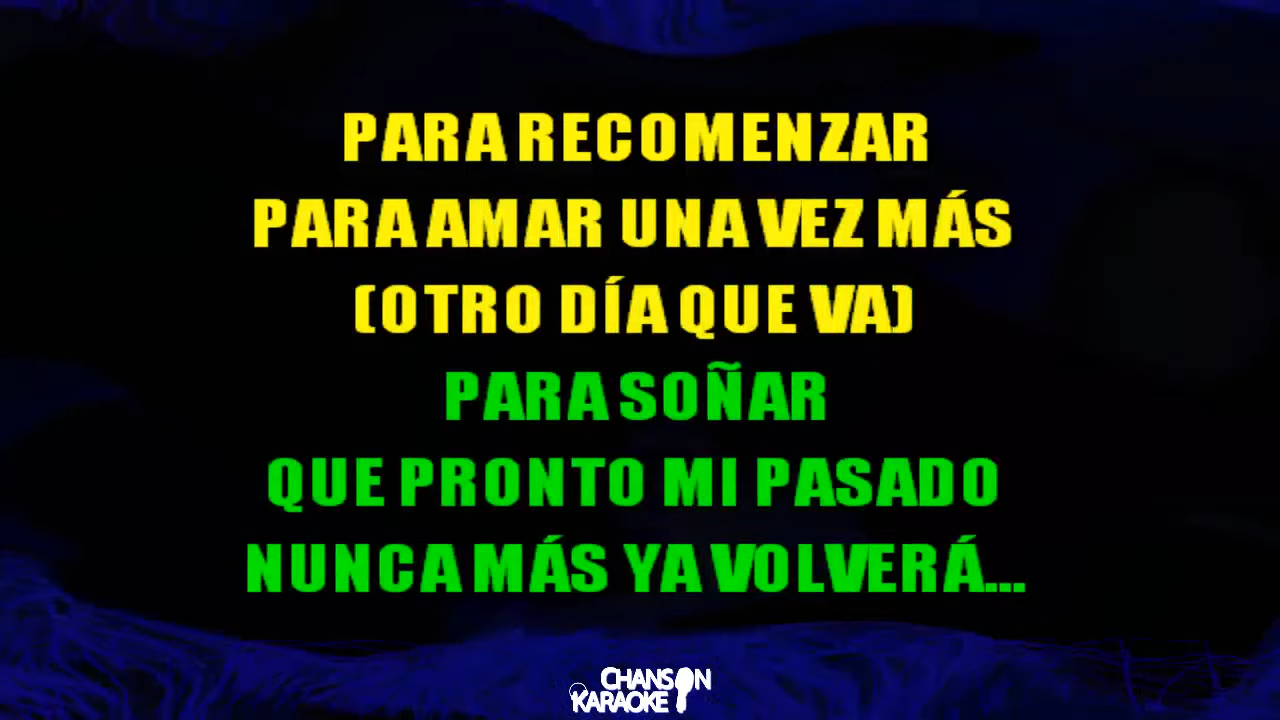 PARA RECOMENZAR
PARA AMAR UNA VEZ MÁS
(OTRO DÍA QUE VA)
PARA SOÑAR
QUE PRONTO MI PASADO
NUNCA MÁS YA VOLVERÁ...
CHANSON
KARAOKE